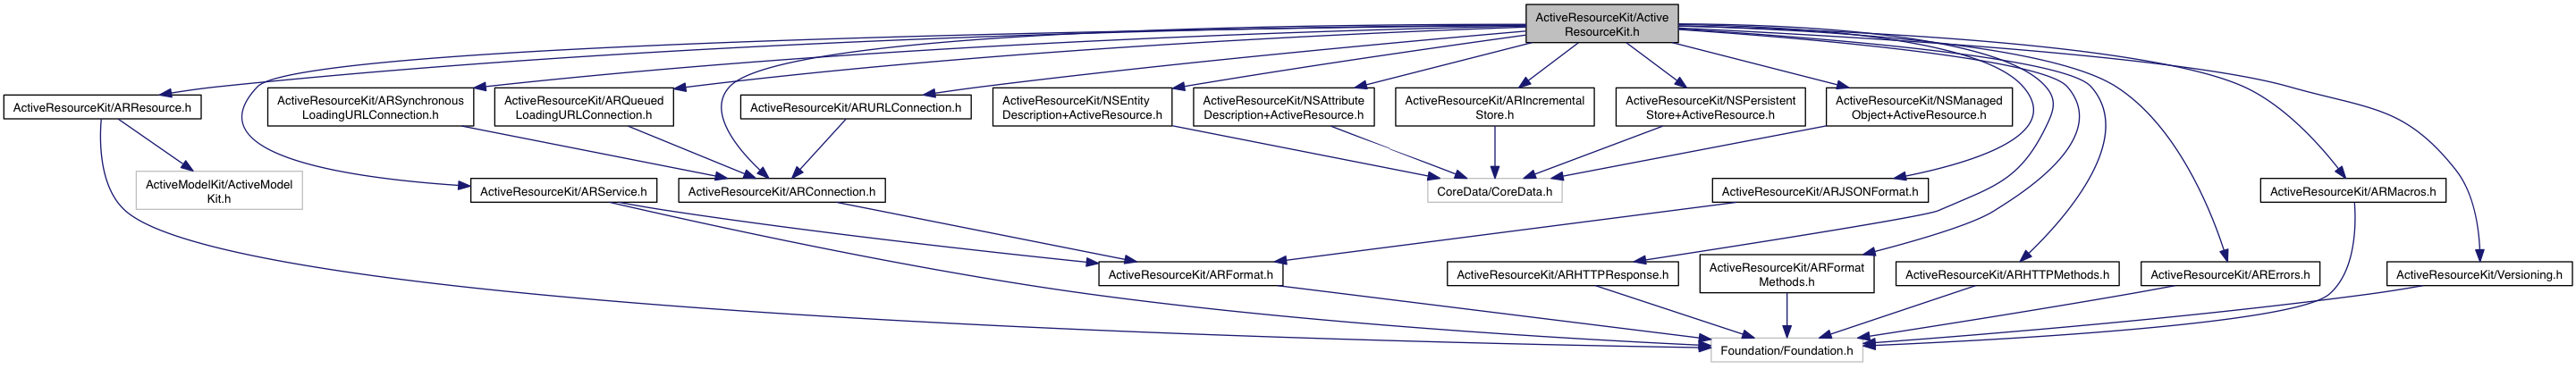 ActiveResourceKit/Active
ResourceKit.h
ActiveResourceKit/ARResource.h
ActiveResourceKit/ARSynchronous
LoadingURLConnection.h
ActiveResourceKit/ARQueued
LoadingURLConnection.h
ActiveResourceKit/ARURLConnection.h
ActiveResourceKit/NSEntity
Description+ActiveResource.h
ActiveResourceKit/NSAttribute
Description+ActiveResource.h
ActiveResourceKit/ARIncremental
Store.h
ActiveResourceKit/NSPersistent
Store+ActiveResource.h
ActiveResourceKit/NSManaged
Object+ActiveResource.h
ActiveModelKit/ActiveModel
Kit.h
ActiveResourceKit/ARService.h
ActiveResourceKit/ARConnection.h
CoreData/CoreData.h
ActiveResourceKit/ARJSONFormat.h
ActiveResourceKit/ARMacros.h
ActiveResourceKit/ARFormat.h
ActiveResourceKit/ARHTTPResponse.h
ActiveResourceKit/ARFormat
Methods.h
ActiveResourceKit/ARHTTPMethods.h
ActiveResourceKit/ARErrors.h
ActiveResourceKit/Versioning.h
Foundation/Foundation.h